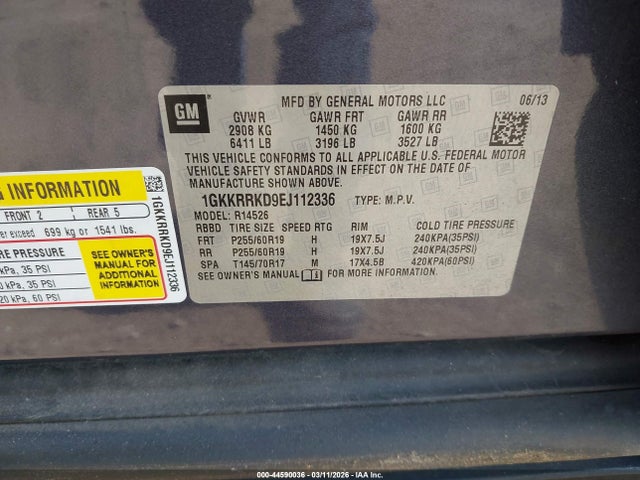 GM
MFD BY GENERAL MOTORS LLC 06/13
GVWR GAWR FRT GAWR RR
2908 KG 1450 KG 1600 KG
6411 LB 3196 LB 3527 LB
THIS VEHICLE CONFORMS TO ALL APPLICABLE U.S. FEDERAL MOTOR
VEHICLE SAFETY STANDARDS IN EFFECT ON THE DATE OF
MANUFACTURE SHOWN ABOVE.
1GKKRRKD9EJ112336 TYPE: M.P.V.
MODEL: R14526
RBBD TIRE SIZE SPEED RTG RIM COLD TIRE PRESSURE
FRT P255/60R19 H 19X7.5J 240KPA(35PSI)
RR P255/60R19 H 19X7.5J 240KPA(35PSI)
SPA T145/70R17 M 17X4.5B 420KPA(60PSI)
SEE OWNER'S MANUAL FOR MORE INFORMATION.
G INFORMATION
FRONT 2 REAR 5
exceed 699 kg or 1541 lbs.
E PRESSURE
kPa, 35 PSI
kPa, 35 PSI
20 kPa, 60 PSI
SEE OWNER'S
MANUAL FOR
ADDITIONAL
INFORMATION
1GKKRRKD9EJ112336
000-44590036 - 03/11/2026 - IAAI, Inc.